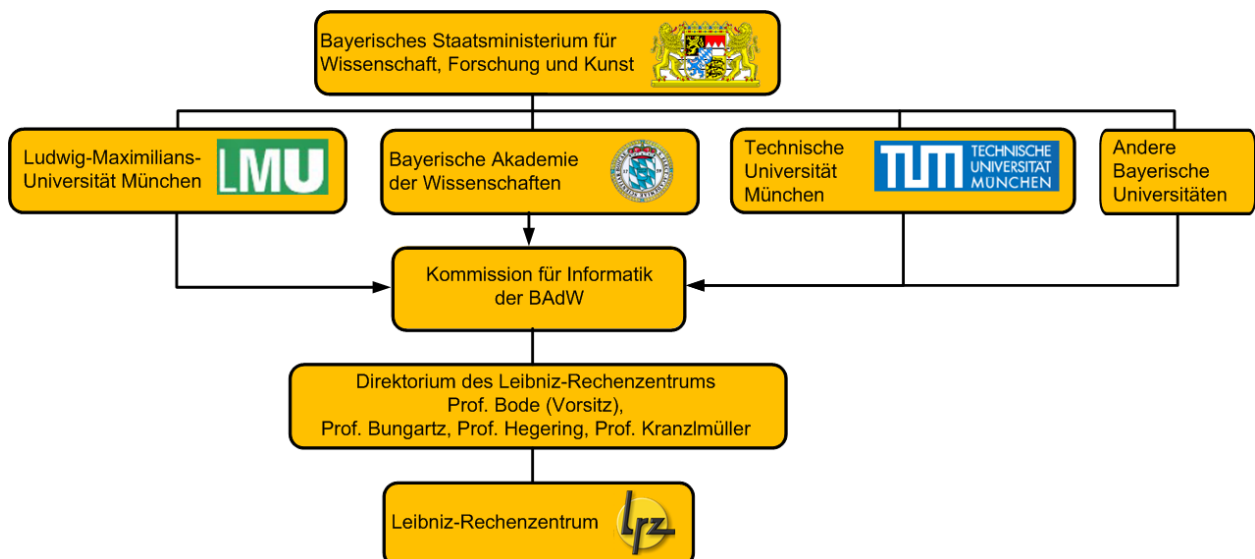 Bayerisches Staatsministerium für
Wissenschaft, Forschung und Kunst
Ludwig-Maximilians-
Universität München
LMU
Bayerische Akademie
der Wissenschaften
Technische
Universität
München
TUM
TECHNISCHE
UNIVERSITÄT
MÜNCHEN
Andere
Bayerische
Universitäten
Kommission für Informatik
der BAdW
Direktorium des Leibniz-Rechenzentrums
Prof. Bode (Vorsitz),
Prof. Bungartz, Prof. Hegering, Prof. Kranzlmüller
Leibniz-Rechenzentrum
lrz